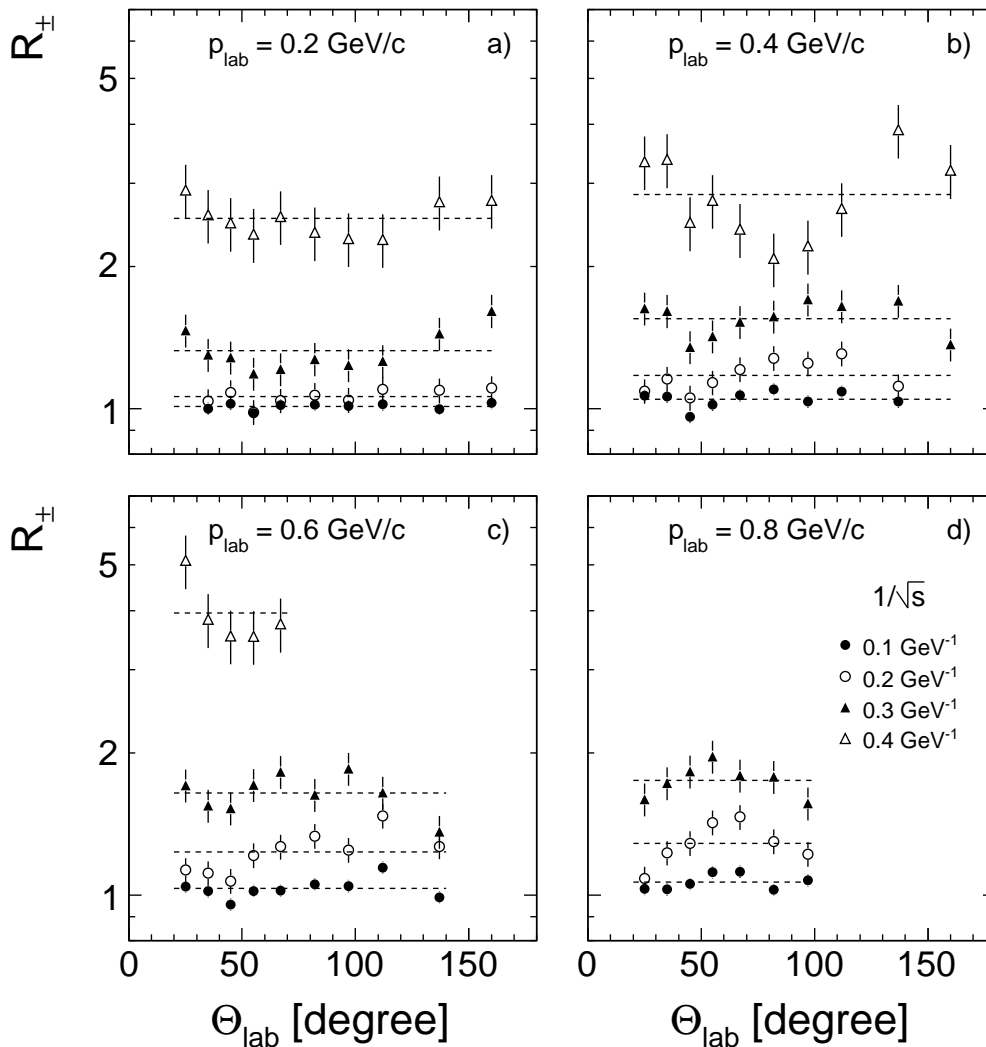 R±
p_lab = 0.2 GeV/c a)
p_lab = 0.4 GeV/c b)
5
2
1
R±
p_lab = 0.6 GeV/c c)
p_lab = 0.8 GeV/c d)
5
1/√s
0.1 GeV⁻¹
0.2 GeV⁻¹
0.3 GeV⁻¹
0.4 GeV⁻¹
2
1
0 50 100 150
0 50 100 150
Θ_lab [degree]
Θ_lab [degree]